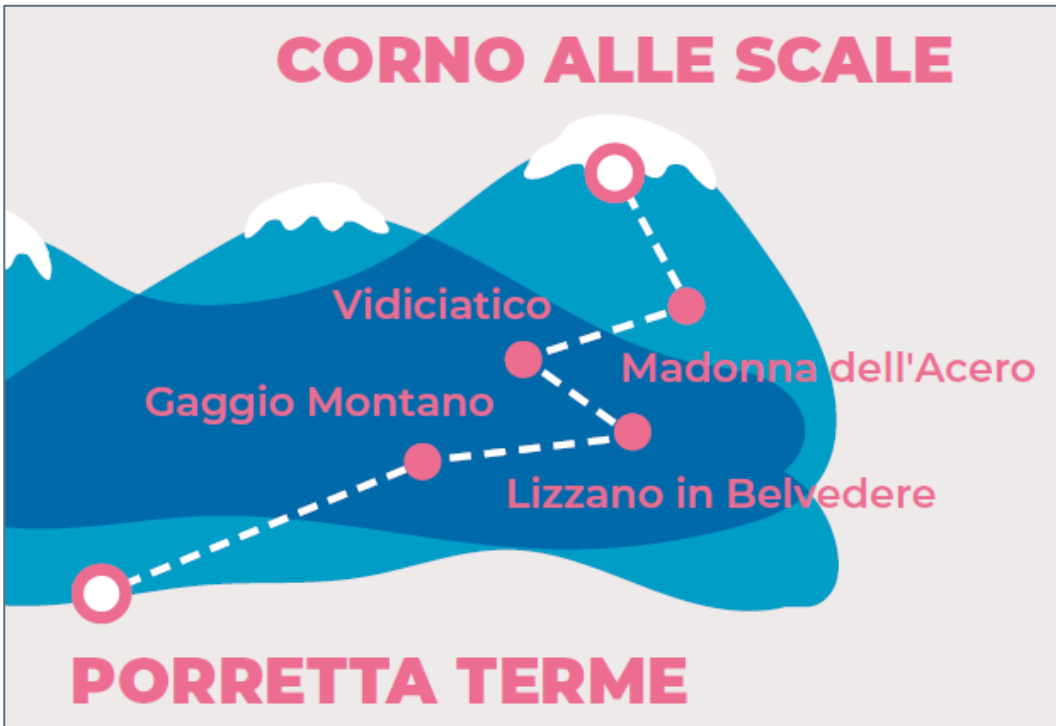 CORNO ALLE SCALE
Vidiciatico
Madonna dell'Acero
Gaggio Montano
Lizzano in Belvedere
PORRETTA TERME